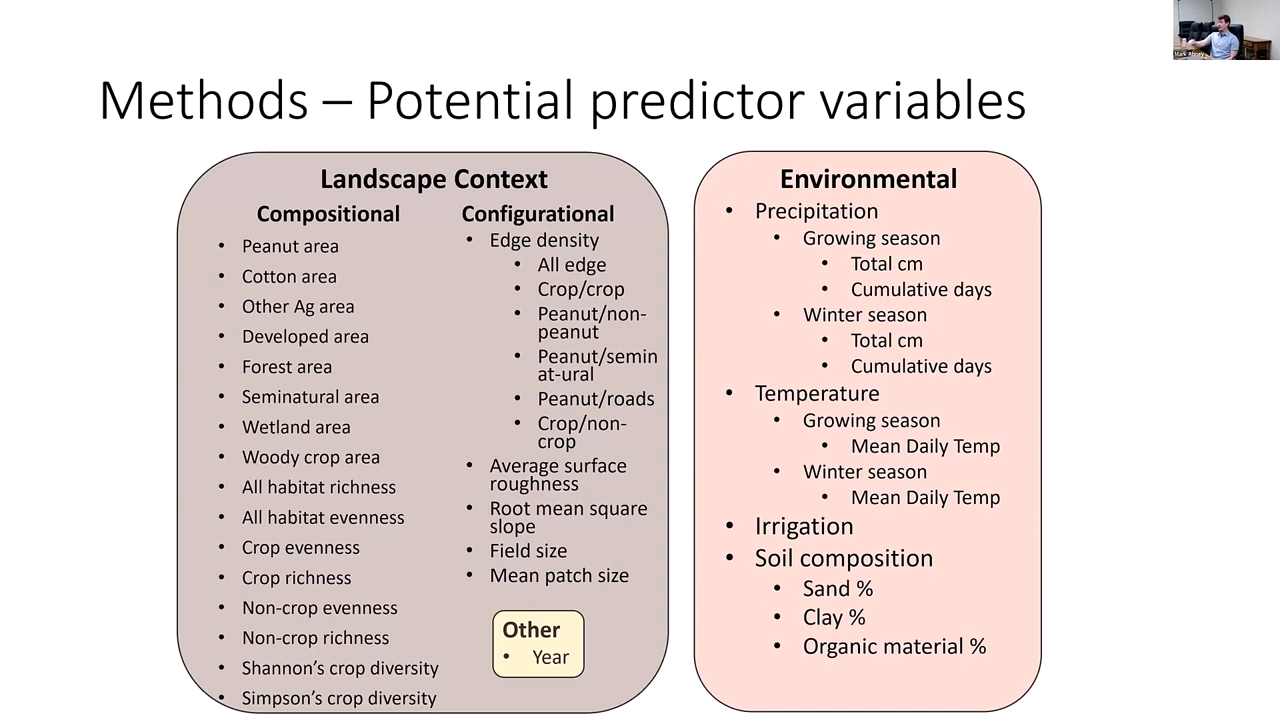 Methods – Potential predictor variables
Landscape Context
Compositional
• Peanut area
• Cotton area
• Other Ag area
• Developed area
• Forest area
• Seminatural area
• Wetland area
• Woody crop area
• All habitat richness
• All habitat evenness
• Crop evenness
• Crop richness
• Non-crop evenness
• Non-crop richness
• Shannon’s crop diversity
• Simpson’s crop diversity
Configurational
• Edge density
• All edge
• Crop/crop
• Peanut/non-
peanut
• Peanut/semin
at-ural
• Peanut/roads
• Crop/non-
crop
• Average surface
roughness
• Root mean square
slope
• Field size
• Mean patch size
Other
• Year
Environmental
• Precipitation
• Growing season
• Total cm
• Cumulative days
• Winter season
• Total cm
• Cumulative days
• Temperature
• Growing season
• Mean Daily Temp
• Winter season
• Mean Daily Temp
• Irrigation
• Soil composition
• Sand %
• Clay %
• Organic material %
Mark Abney